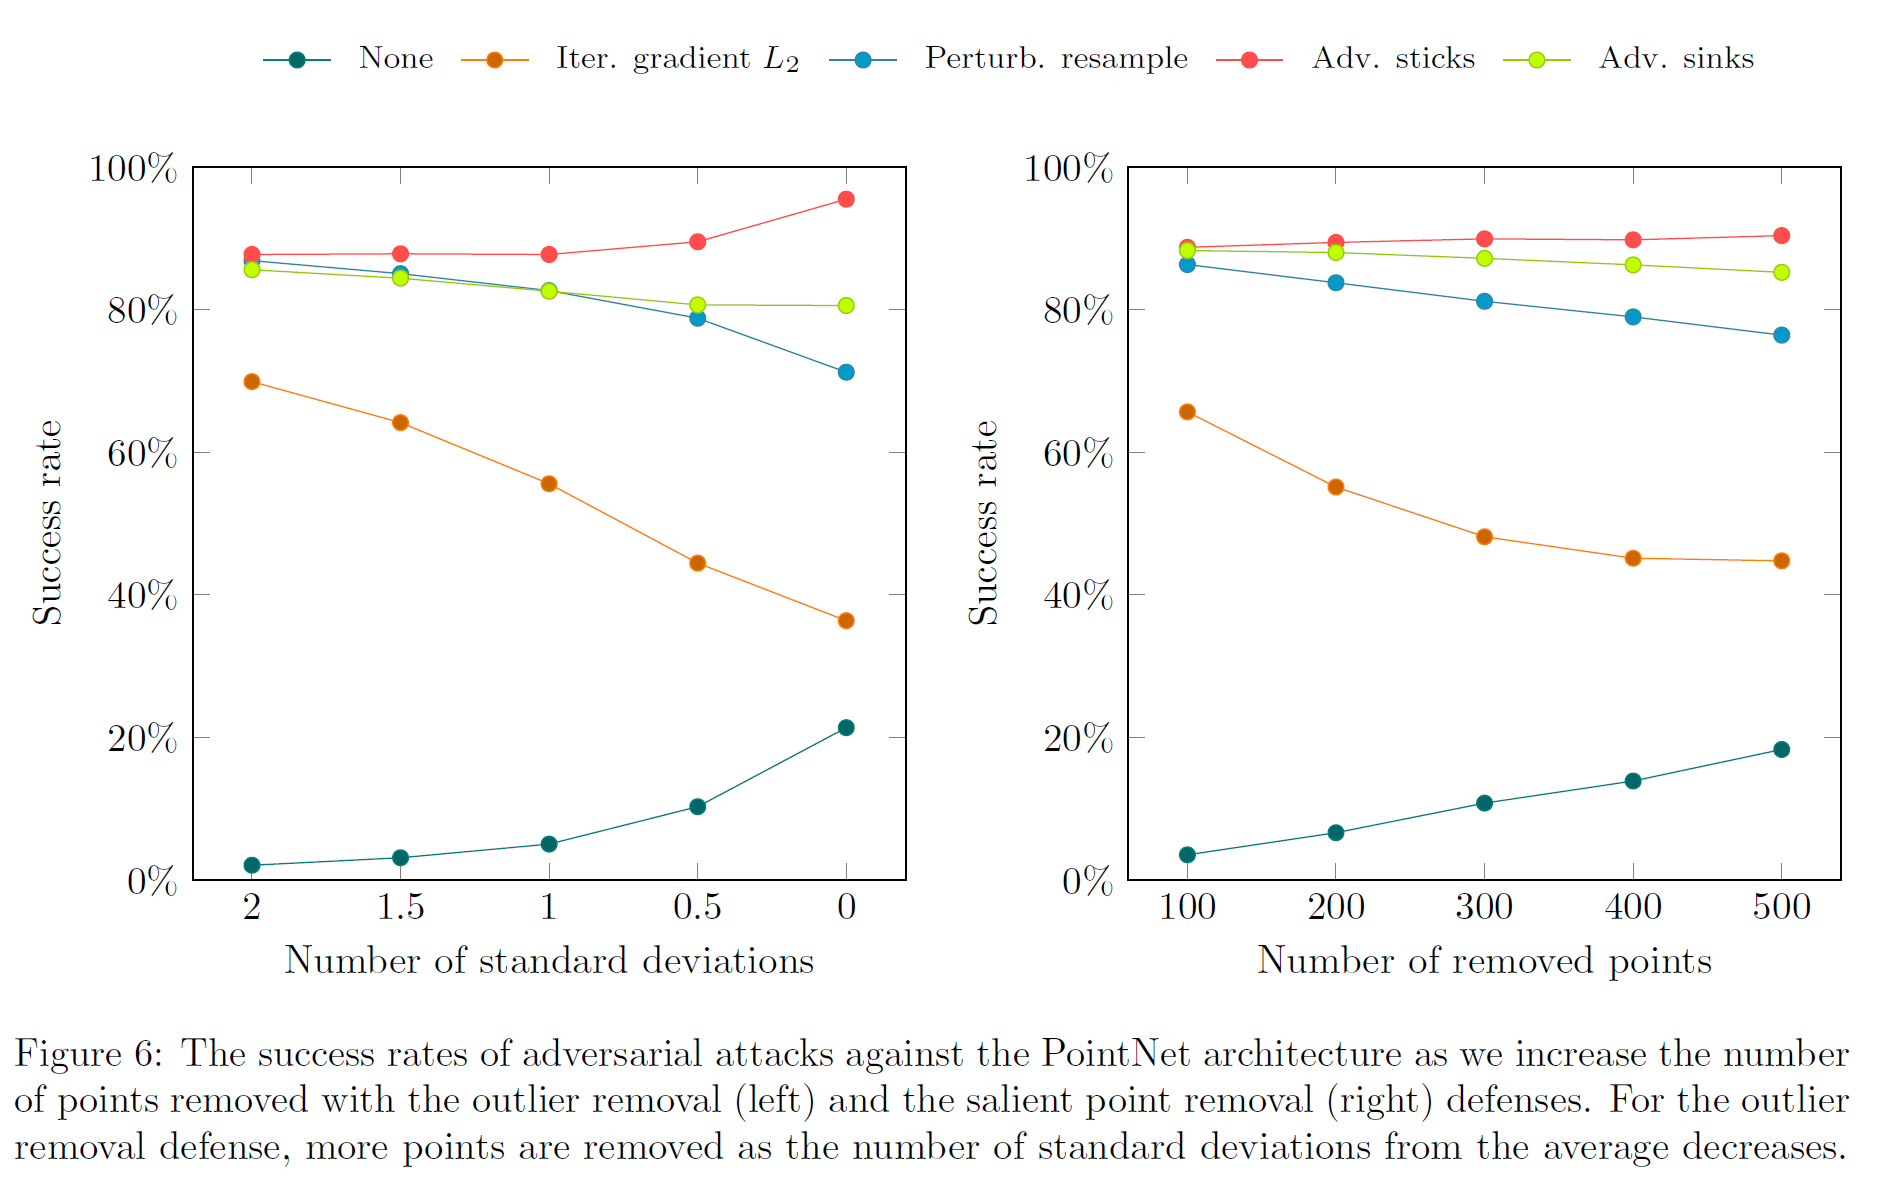 None Iter. gradient L2 Perturb. resample Adv. sticks Adv. sinks
100%
80%
60%
40%
20%
0%
Success rate
2 1.5 1 0.5 0
Number of standard deviations
100%
80%
60%
40%
20%
0%
Success rate
100 200 300 400 500
Number of removed points
Figure 6: The success rates of adversarial attacks against the PointNet architecture as we increase the number
of points removed with the outlier removal (left) and the salient point removal (right) defenses. For the outlier
removal defense, more points are removed as the number of standard deviations from the average decreases.